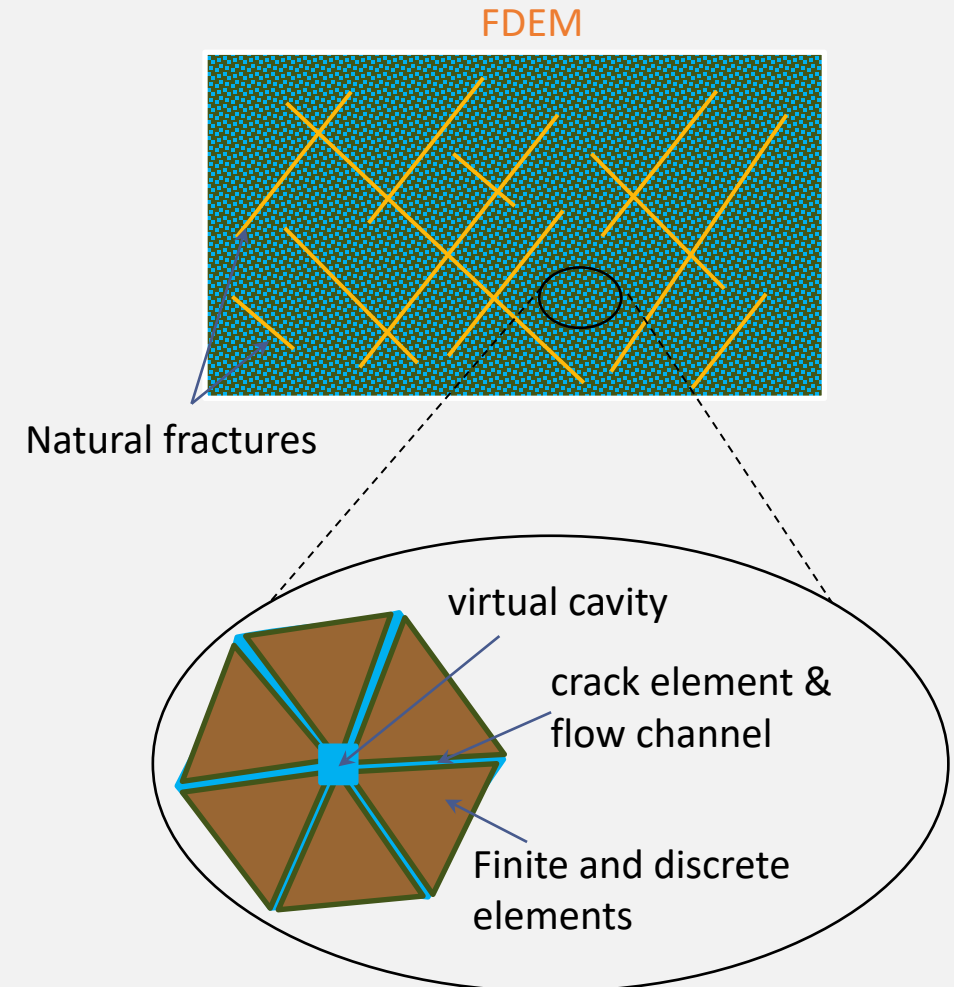 FDEM
Natural fractures
virtual cavity
crack element &
flow channel
Finite and discrete
elements